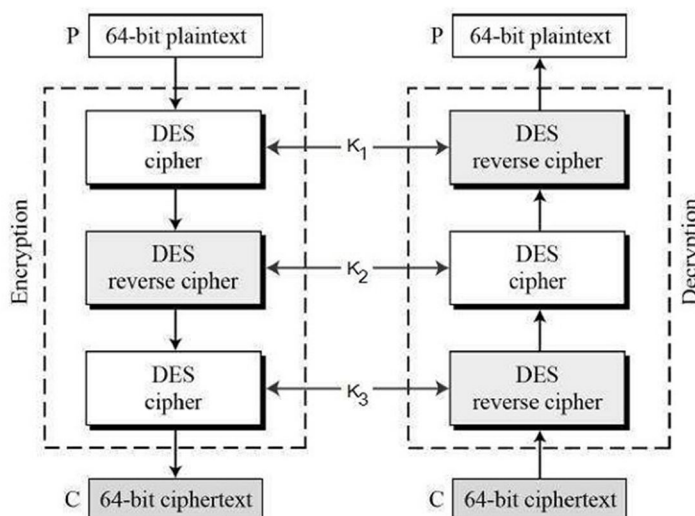 P 64-bit plaintext
P 64-bit plaintext
Encryption
DES
cipher
K1
DES
reverse cipher
Decryption
DES
reverse cipher
K2
DES
cipher
DES
cipher
K3
DES
reverse cipher
C 64-bit ciphertext
C 64-bit ciphertext